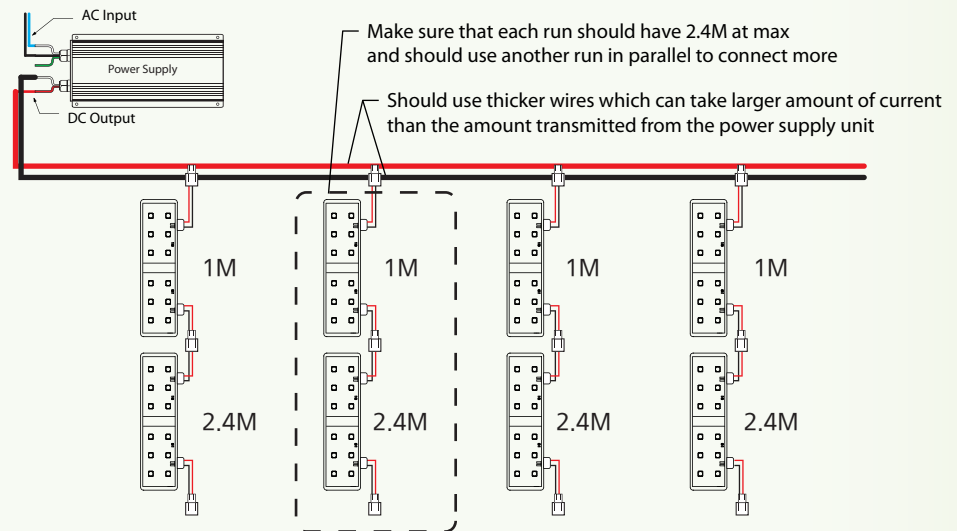 AC Input
Power Supply
DC Output
Make sure that each run should have 2.4M at max
and should use another run in parallel to connect more
Should use thicker wires which can take larger amount of current
than the amount transmitted from the power supply unit
1M
1M
1M
1M
2.4M
2.4M
2.4M
2.4M